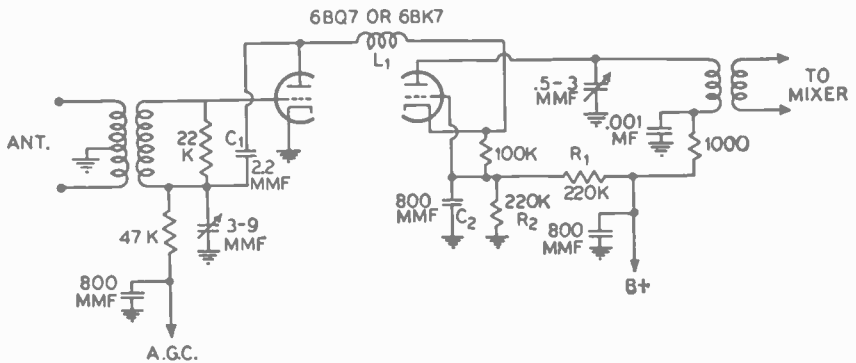 6BQ7 OR 6BK7
L1
.5-3
MMF
TO
MIXER
ANT.
22
K
C1
2.2
MMF
.001
MF
1000
100K
R1
220K
800
MMF
C2
220K
R2
47K
3-9
MMF
800
MMF
800
MMF
B+
A.G.C.